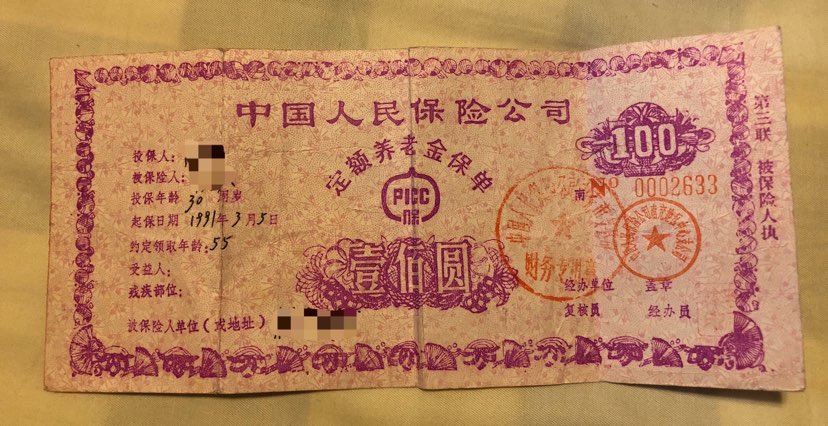 中国人民保险公司
定额养老金保单
PICC
保
100
南
Nº 0002633
第三联 被保险人执
投保人:
被保险人:
投保年龄 30 周岁
起保日期 1991年3月5日
约定领取年龄: 55
受益人:
残疾部位:
被保险人单位(或地址)
壹佰圆
财务专用章
经办单位 盖章
复核员 经办员